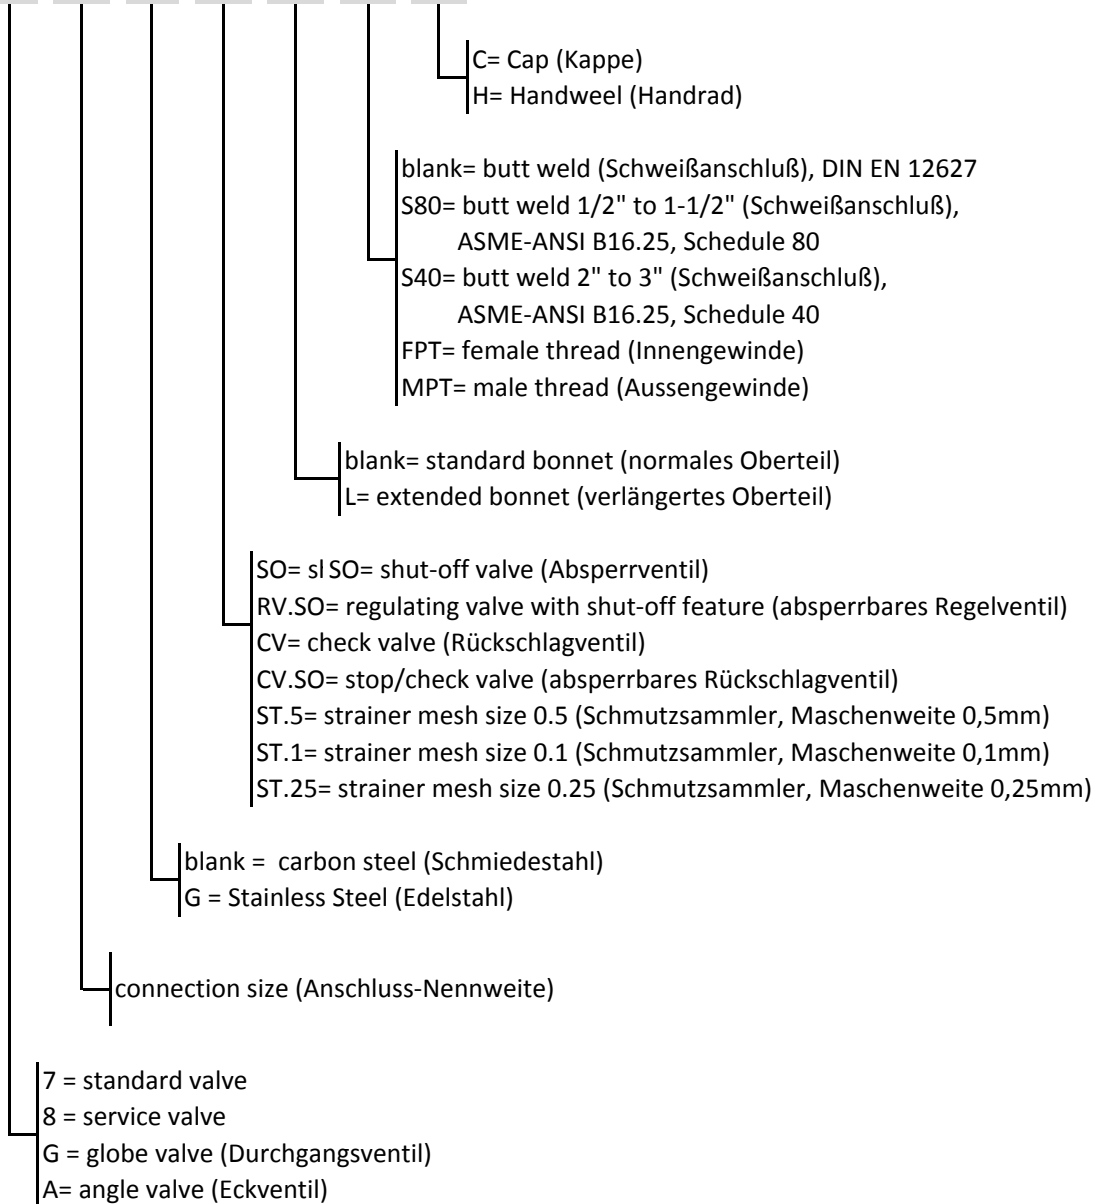 C= Cap (Kappe)
H= Handweel (Handrad)
blank= butt weld (Schweißanschluß), DIN EN 12627
S80= butt weld 1/2" to 1-1/2" (Schweißanschluß),
ASME-ANSI B16.25, Schedule 80
S40= butt weld 2" to 3" (Schweißanschluß),
ASME-ANSI B16.25, Schedule 40
FPT= female thread (Innengewinde)
MPT= male thread (Aussengewinde)
blank= standard bonnet (normales Oberteil)
L= extended bonnet (verlängertes Oberteil)
SO= sl SO= shut-off valve (Absperrventil)
RV.SO= regulating valve with shut-off feature (absperrbares Regelventil)
CV= check valve (Rückschlagventil)
CV.SO= stop/check valve (absperrbares Rückschlagventil)
ST.5= strainer mesh size 0.5 (Schmutzsammler, Maschenweite 0,5mm)
ST.1= strainer mesh size 0.1 (Schmutzsammler, Maschenweite 0,1mm)
ST.25= strainer mesh size 0.25 (Schmutzsammler, Maschenweite 0,25mm)
blank = carbon steel (Schmiedestahl)
G = Stainless Steel (Edelstahl)
connection size (Anschluss-Nennweite)
7 = standard valve
8 = service valve
G = globe valve (Durchgangsventil)
A= angle valve (Eckventil)